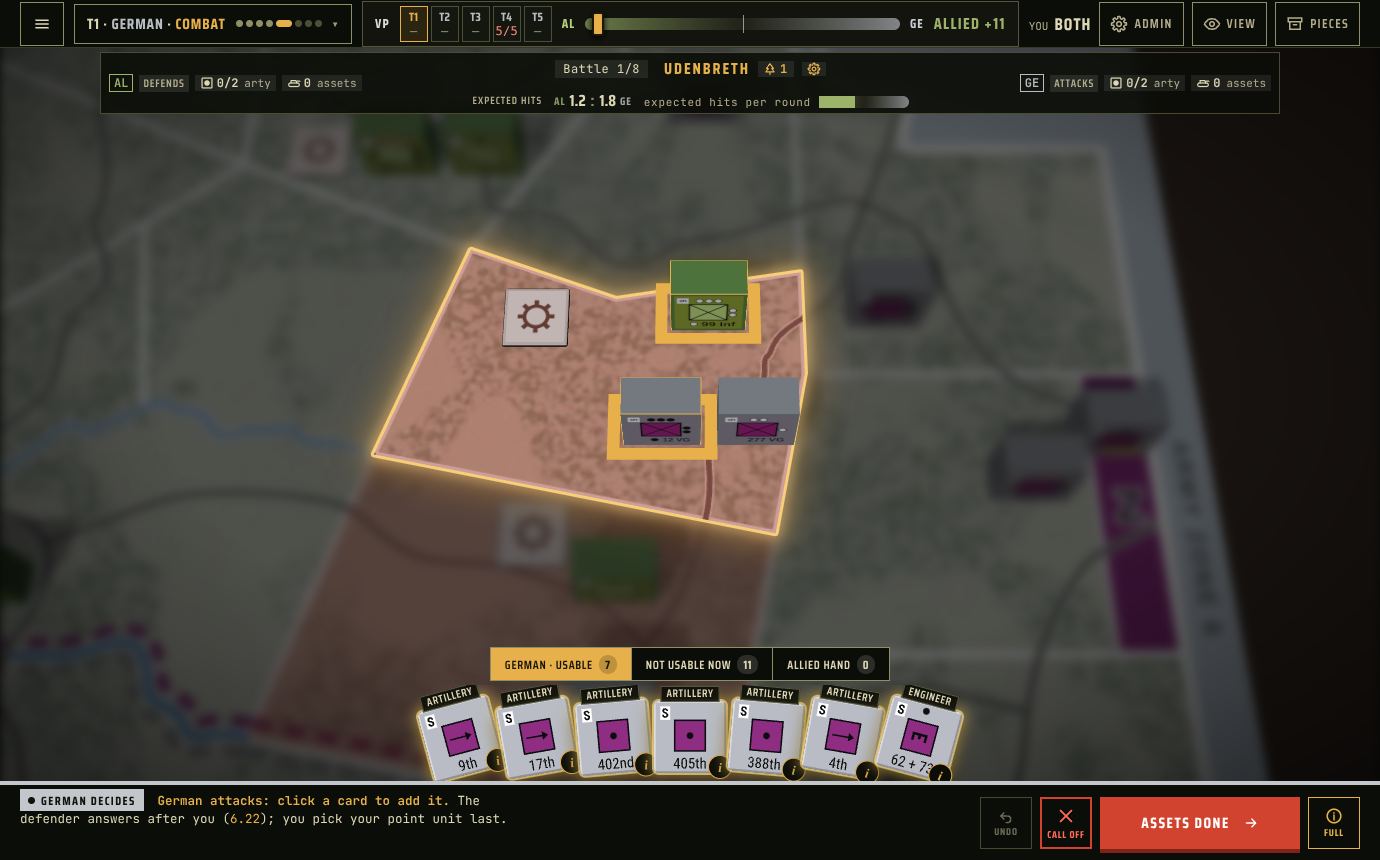 T1 · GERMAN · COMBAT
VP
T1 –
T2 –
T3 –
T4 5/5
T5 –
AL
GE
ALLIED +11
YOU BOTH
ADMIN
VIEW
PIECES
AL DEFENDS 0/2 arty 0 assets
Battle 1/8 UDENBRETH 1
GE ATTACKS 0/2 arty 0 assets
EXPECTED HITS AL 1.2 : 1.8 GE expected hits per round
99 Inf
12 VG
277 VG
GERMAN · USABLE 7
NOT USABLE NOW 11
ALLIED HAND 0
ARTILLERY S 9th i
ARTILLERY S 17th i
ARTILLERY S 402nd i
ARTILLERY S 405th i
ARTILLERY S 388th i
ARTILLERY S 4th i
ENGINEER S E 62 + 73 i
GERMAN DECIDES German attacks: click a card to add it. The
defender answers after you (6.22); you pick your point unit last.
UNDO
CALL OFF
ASSETS DONE →
FULL